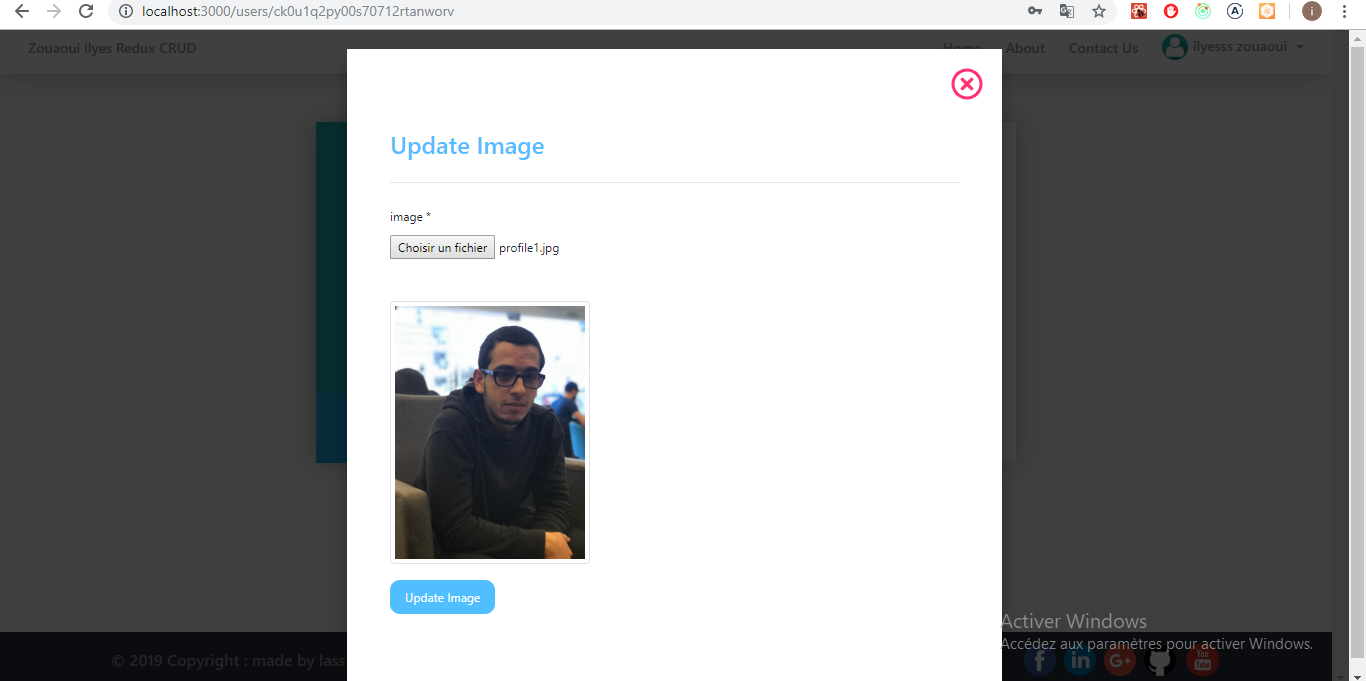 localhost:3000/users/ck0u1q2py00s70712rtanworv
i
Zouaoui ilyes Redux CRUD
Home
About
Contact Us
ilyesss zouaoui
Update Image
image *
Choisir un fichier profile1.jpg
Update Image
Activer Windows
Accédez aux paramètres pour activer Windows.
© 2019 Copyright : made by lass
f
in
G+
You
Tube